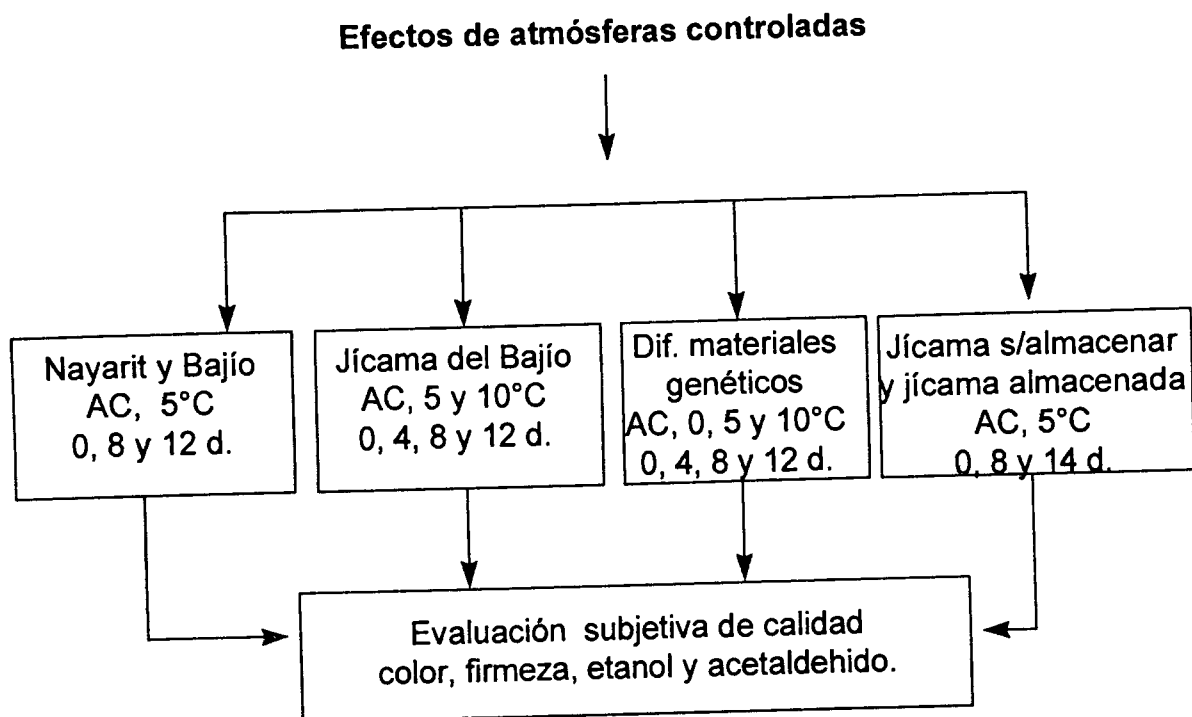 Efectos de atmósferas controladas
Nayarit y Bajío
AC, 5°C
0, 8 y 12 d.
Jícama del Bajío
AC, 5 y 10°C
0, 4, 8 y 12 d.
Dif. materiales
genéticos
AC, 0, 5 y 10°C
0, 4, 8 y 12 d.
Jícama s/almacenar
y jícama almacenada
AC, 5°C
0, 8 y 14 d.
Evaluación subjetiva de calidad
color, firmeza, etanol y acetaldehido.